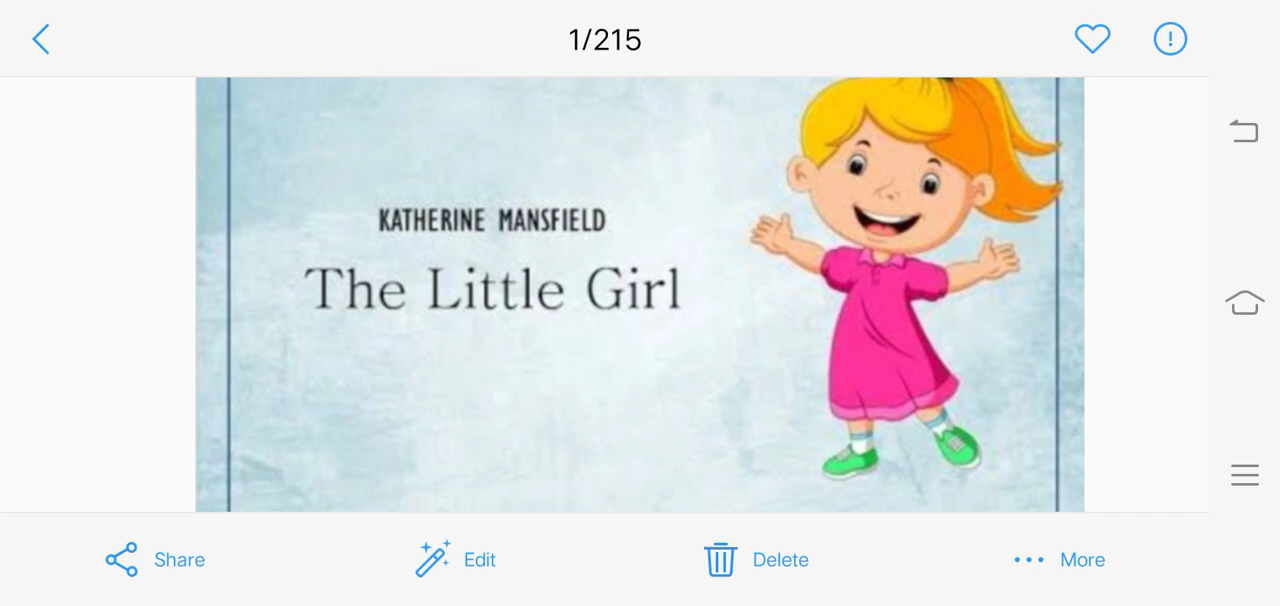 1/215
KATHERINE MANSFIELD
The Little Girl
Share
Edit
Delete
More